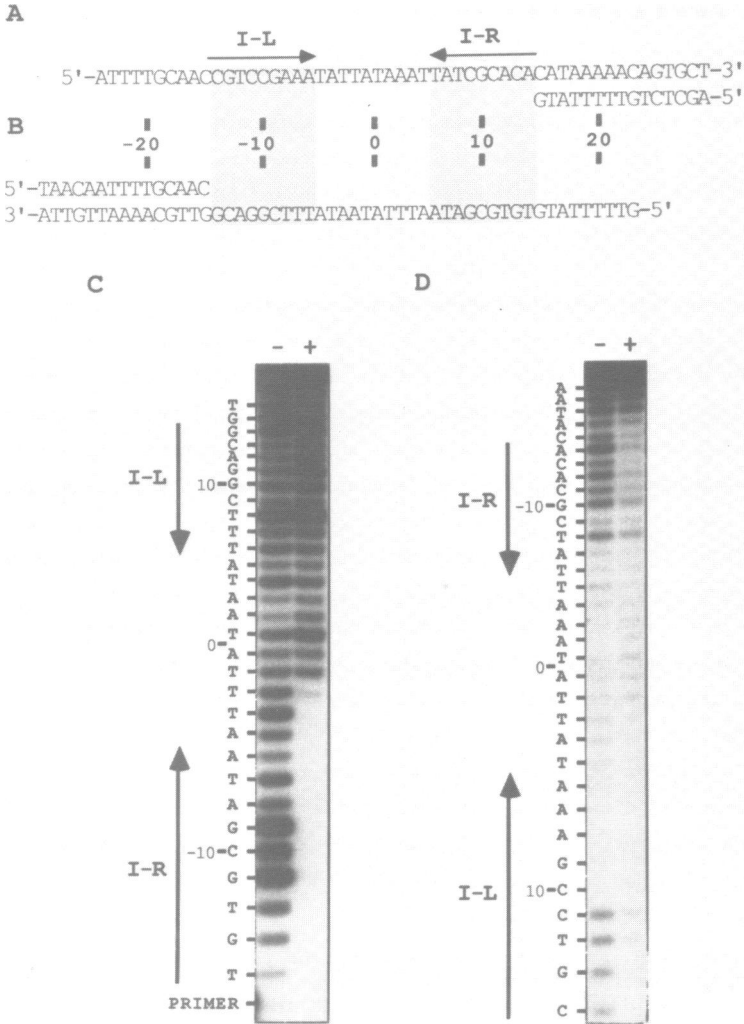 A
I-L I-R
5'-ATTTTGCAACCGTCCGAAATATTATAAATTATCGCACACATAAAAACAGTGCT-3'
GTATTTTTGTCTCGA-5'
B
-20 -10 0 10 20
5'-TAACAATTTTGCAAC
3'-ATTGTTAAAACGTTGGCAGGCTTTATAATATTTAATAGCGTGTGTATTTTTG-5'
C
- +
T
G
G
C
A
G
I-L
10 G
C
T
T
T
A
T
A
A
T
0
A
T
T
T
A
A
T
A
G
-10 C
I-R
G
T
G
T
PRIMER
D
- +
A
A
T
A
C
A
C
A
C
I-R
-10 G
C
T
A
T
T
A
A
A
T
0
A
T
T
A
T
A
A
A
G
10 C
I-L
C
T
G
C